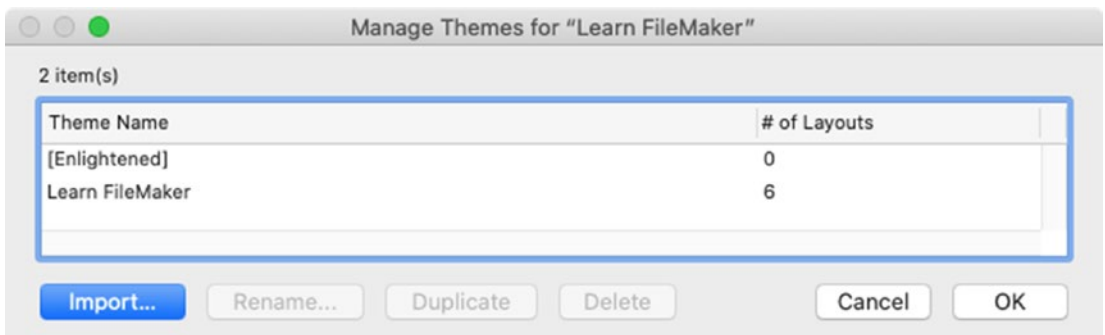 Manage Themes for “Learn FileMaker”
2 item(s)
Theme Name # of Layouts
[Enlightened] 0
Learn FileMaker 6
Import... Rename... Duplicate Delete Cancel OK